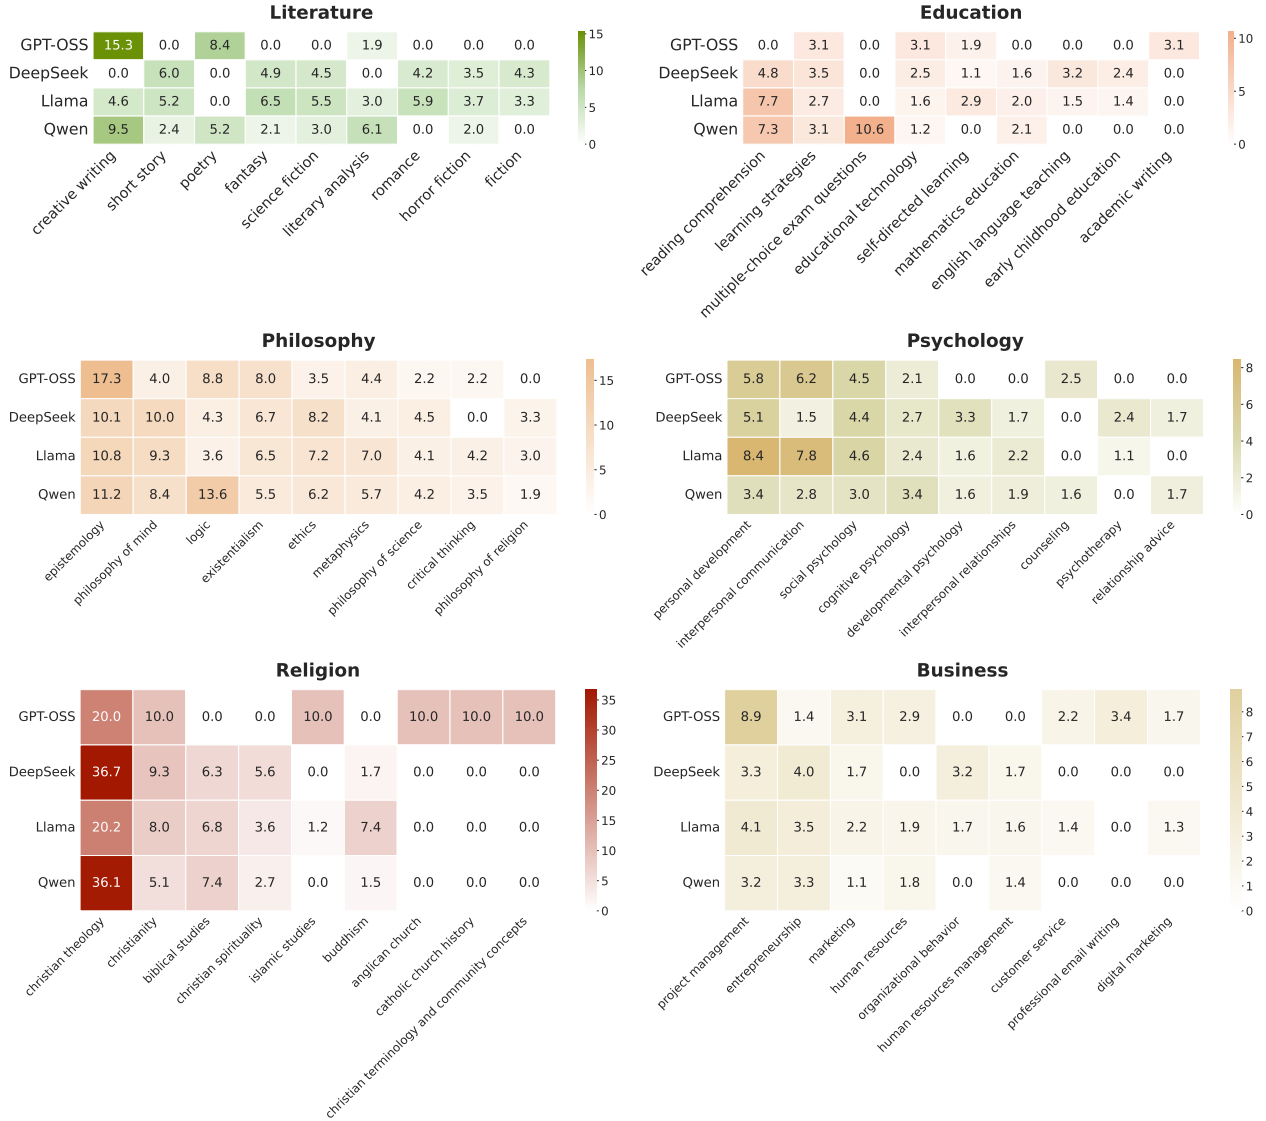 Literature
GPT-OSS 15.3 0.0 8.4 0.0 0.0 1.9 0.0 0.0 0.0
DeepSeek 0.0 6.0 0.0 4.9 4.5 0.0 4.2 3.5 4.3
Llama 4.6 5.2 0.0 6.5 5.5 3.0 5.9 3.7 3.3
Qwen 9.5 2.4 5.2 2.1 3.0 6.1 0.0 2.0 0.0
creative writing
short story
poetry
fantasy
science fiction
literary analysis
romance
horror fiction
fiction
15
10
5
0
Education
GPT-OSS 0.0 3.1 0.0 3.1 1.9 0.0 0.0 0.0 3.1
DeepSeek 4.8 3.5 0.0 2.5 1.1 1.6 3.2 2.4 0.0
Llama 7.7 2.7 0.0 1.6 2.9 2.0 1.5 1.4 0.0
Qwen 7.3 3.1 10.6 1.2 0.0 2.1 0.0 0.0 0.0
reading comprehension
learning strategies
multiple-choice exam questions
educational technology
self-directed learning
mathematics education
english language teaching
early childhood education
academic writing
10
5
0
Philosophy
GPT-OSS 17.3 4.0 8.8 8.0 3.5 4.4 2.2 2.2 0.0
DeepSeek 10.1 10.0 4.3 6.7 8.2 4.1 4.5 0.0 3.3
Llama 10.8 9.3 3.6 6.5 7.2 7.0 4.1 4.2 3.0
Qwen 11.2 8.4 13.6 5.5 6.2 5.7 4.2 3.5 1.9
epistemology
philosophy of mind
logic
existentialism
ethics
metaphysics
philosophy of science
critical thinking
philosophy of religion
15
10
5
0
Psychology
GPT-OSS 5.8 6.2 4.5 2.1 0.0 0.0 2.5 0.0 0.0
DeepSeek 5.1 1.5 4.4 2.7 3.3 1.7 0.0 2.4 1.7
Llama 8.4 7.8 4.6 2.4 1.6 2.2 0.0 1.1 0.0
Qwen 3.4 2.8 3.0 3.4 1.6 1.9 1.6 0.0 1.7
personal development
interpersonal communication
social psychology
cognitive psychology
developmental psychology
interpersonal relationships
counseling
psychotherapy
relationship advice
8
6
4
2
0
Religion
GPT-OSS 20.0 10.0 0.0 0.0 10.0 0.0 10.0 10.0 10.0
DeepSeek 36.7 9.3 6.3 5.6 0.0 1.7 0.0 0.0 0.0
Llama 20.2 8.0 6.8 3.6 1.2 7.4 0.0 0.0 0.0
Qwen 36.1 5.1 7.4 2.7 0.0 1.5 0.0 0.0 0.0
christian theology
christianity
biblical studies
christian spirituality
islamic studies
buddhism
anglican church
catholic church history
christian terminology and community concepts
35
30
25
20
15
10
5
0
Business
GPT-OSS 8.9 1.4 3.1 2.9 0.0 0.0 2.2 3.4 1.7
DeepSeek 3.3 4.0 1.7 0.0 3.2 1.7 0.0 0.0 0.0
Llama 4.1 3.5 2.2 1.9 1.7 1.6 1.4 0.0 1.3
Qwen 3.2 3.3 1.1 1.8 0.0 1.4 0.0 0.0 0.0
project management
entrepreneurship
marketing
human resources
organizational behavior
human resources management
customer service
professional email writing
digital marketing
8
7
6
5
4
3
2
1
0